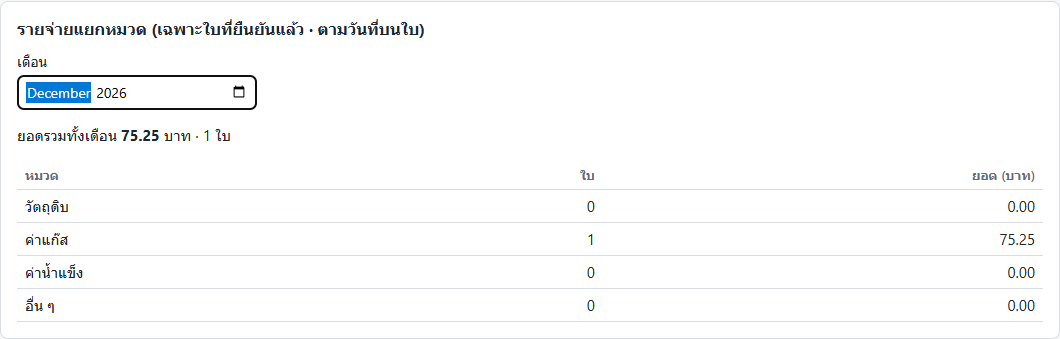 รายจ่ายแยกหมวด (เฉพาะใบที่ยืนยันแล้ว · ตามวันที่บนใบ)
เดือน
December 2026
ยอดรวมทั้งเดือน 75.25 บาท · 1 ใบ
หมวด ใบ ยอด (บาท)
วัตถุดิบ 0 0.00
ค่าแก๊ส 1 75.25
ค่าน้ำแข็ง 0 0.00
อื่น ๆ 0 0.00